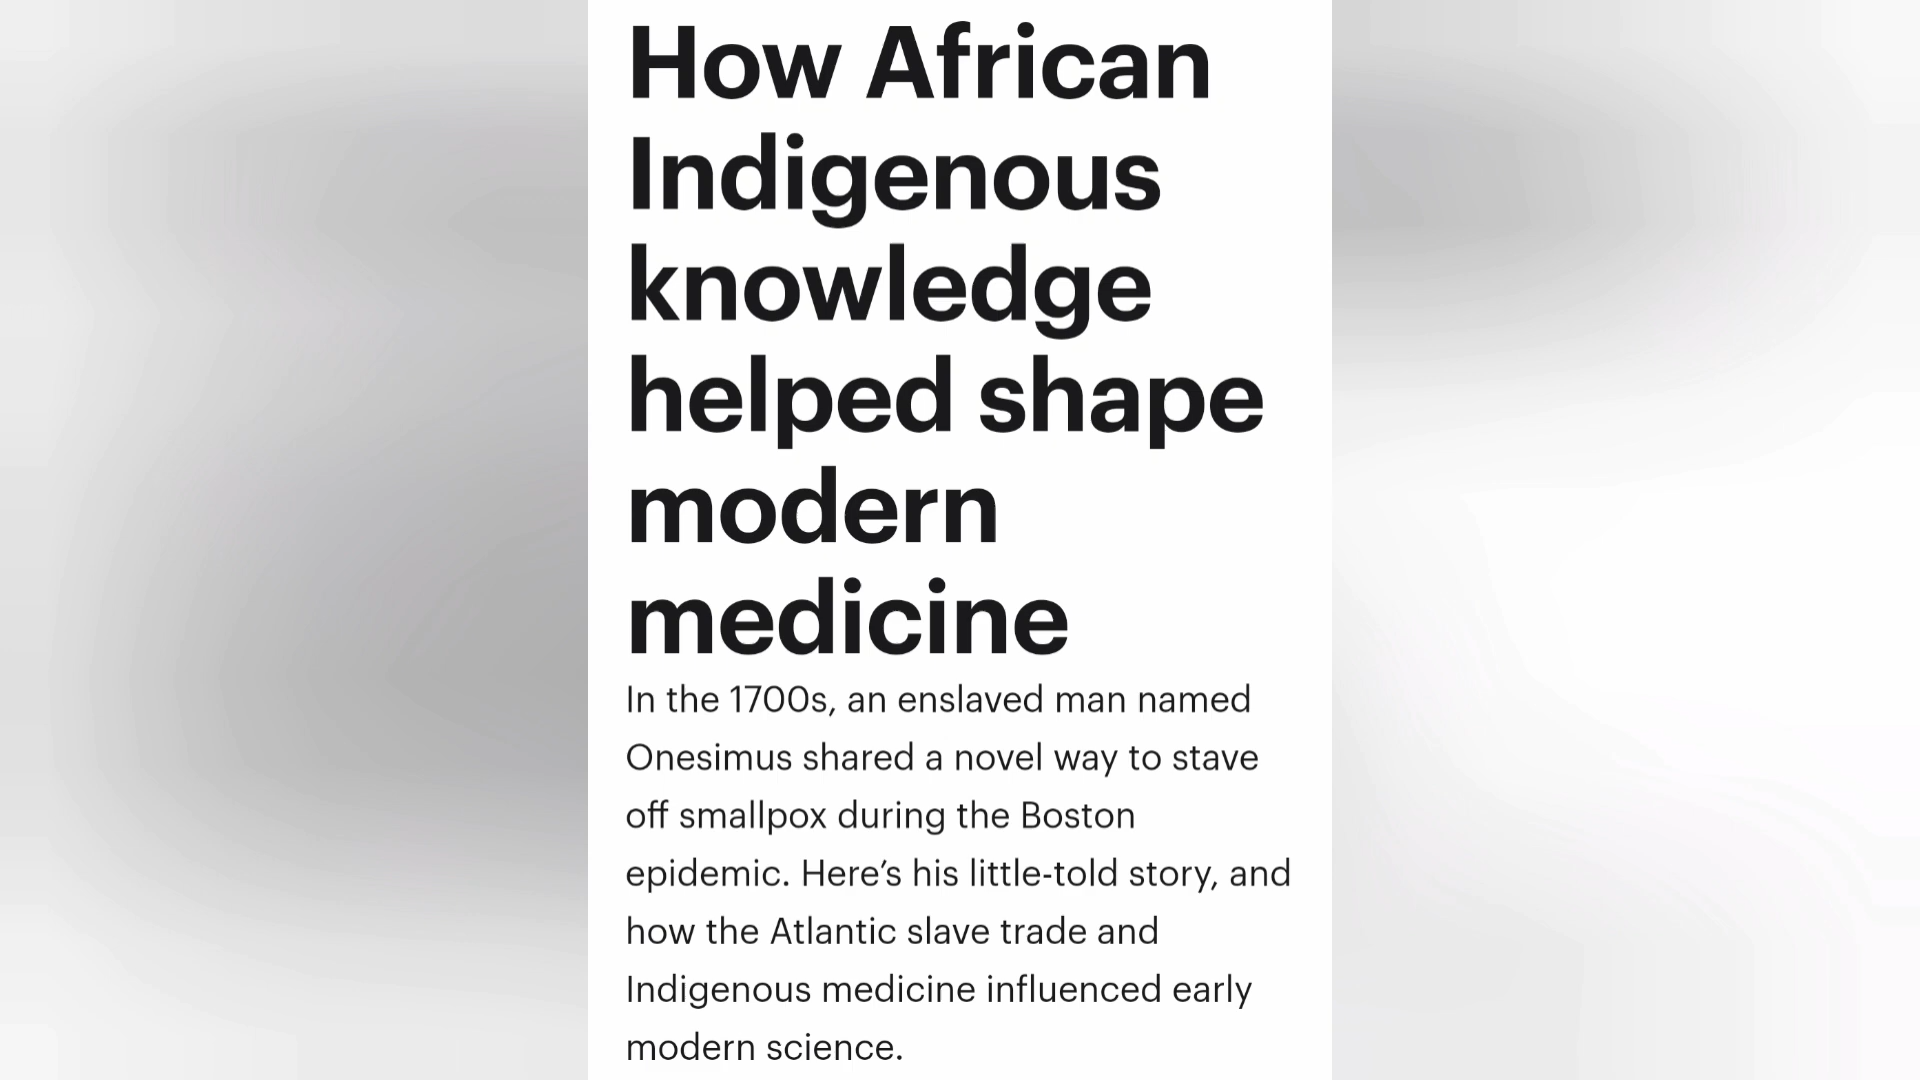 How African
Indigenous
knowledge
helped shape
modern
medicine
In the 1700s, an enslaved man named
Onesimus shared a novel way to stave
off smallpox during the Boston
epidemic. Here’s his little-told story, and
how the Atlantic slave trade and
Indigenous medicine influenced early
modern science.